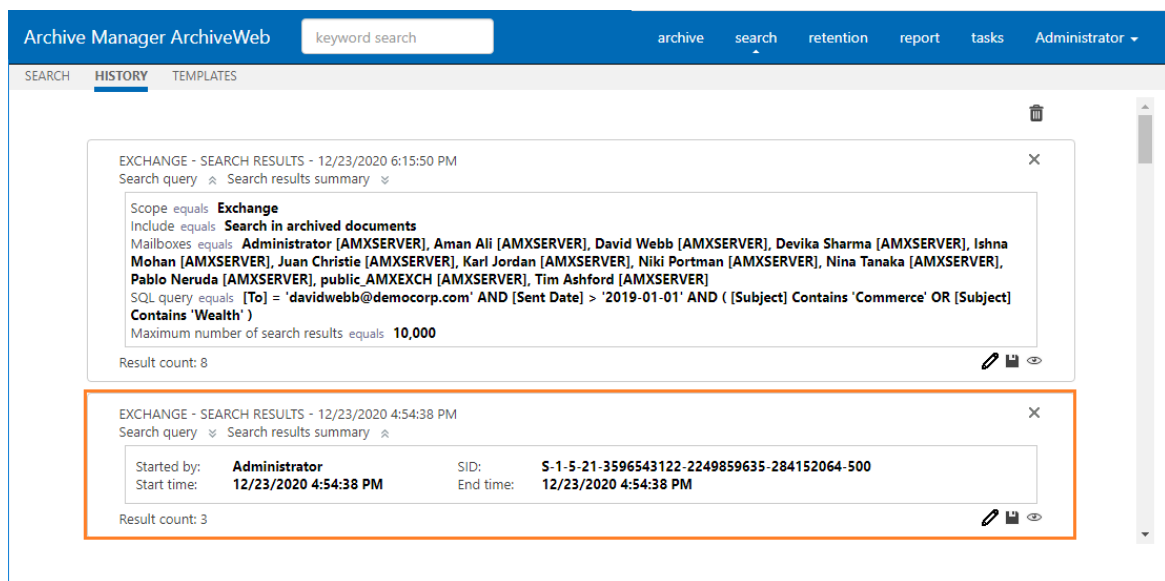 Archive Manager ArchiveWeb keyword search archive search retention report tasks Administrator
SEARCH HISTORY TEMPLATES
EXCHANGE - SEARCH RESULTS - 12/23/2020 6:15:50 PM
Search query Search results summary
Scope equals Exchange
Include equals Search in archived documents
Mailboxes equals Administrator [AMXSERVER], Aman Ali [AMXSERVER], David Webb [AMXSERVER], Devika Sharma [AMXSERVER], Ishna
Mohan [AMXSERVER], Juan Christie [AMXSERVER], Karl Jordan [AMXSERVER], Niki Portman [AMXSERVER], Nina Tanaka [AMXSERVER],
Pablo Neruda [AMXSERVER], public_AMXEXCH [AMXSERVER], Tim Ashford [AMXSERVER]
SQL query equals [To] = 'davidwebb@democorp.com' AND [Sent Date] > '2019-01-01' AND ( [Subject] Contains 'Commerce' OR [Subject]
Contains 'Wealth' )
Maximum number of search results equals 10,000
Result count: 8
EXCHANGE - SEARCH RESULTS - 12/23/2020 4:54:38 PM
Search query Search results summary
Started by: Administrator SID: S-1-5-21-3596543122-2249859635-284152064-500
Start time: 12/23/2020 4:54:38 PM End time: 12/23/2020 4:54:38 PM
Result count: 3